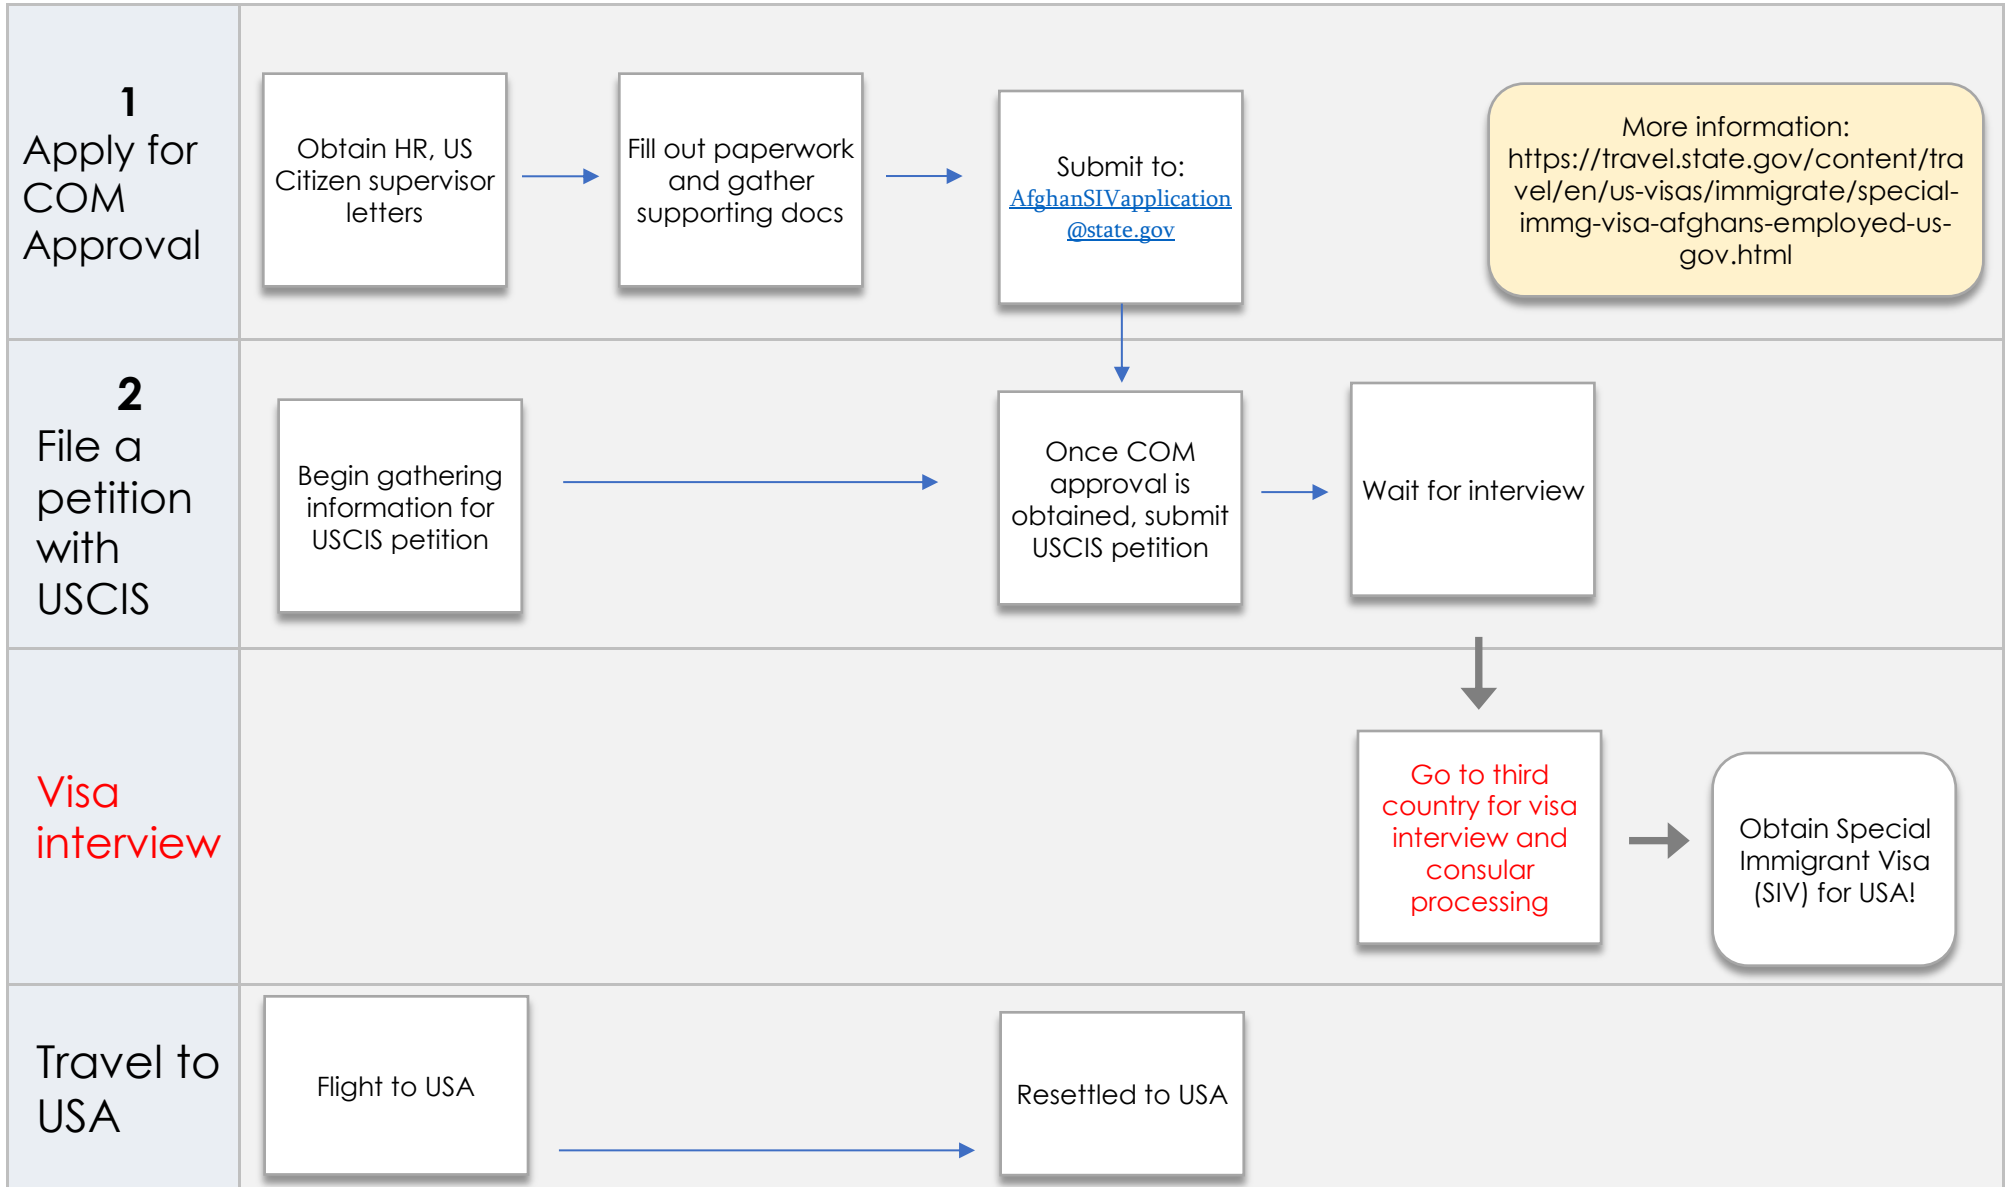 1
Apply for
COM
Approval
Obtain HR, US
Citizen supervisor
letters
Fill out paperwork
and gather
supporting docs
Submit to:
AfghanSIVapplication
@state.gov
More information:
https://travel.state.gov/content/tra
vel/en/us-visas/immigrate/special-
immg-visa-afghans-employed-us-
gov.html
2
File a
petition
with
USCIS
Begin gathering
information for
USCIS petition
Once COM
approval is
obtained, submit
USCIS petition
Wait for interview
Visa
interview
Go to third
country for visa
interview and
consular
processing
Obtain Special
Immigrant Visa
(SIV) for USA!
Travel to
USA
Flight to USA
Resettled to USA